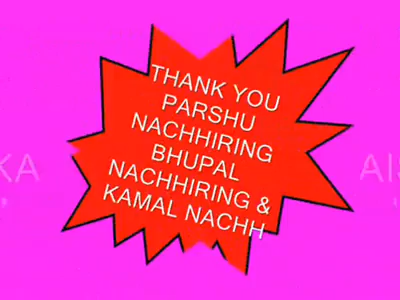 THANK YOU
PARSHU
NACHHIRING
BHUPAL
NACHHIRING &
KAMAL NACHH